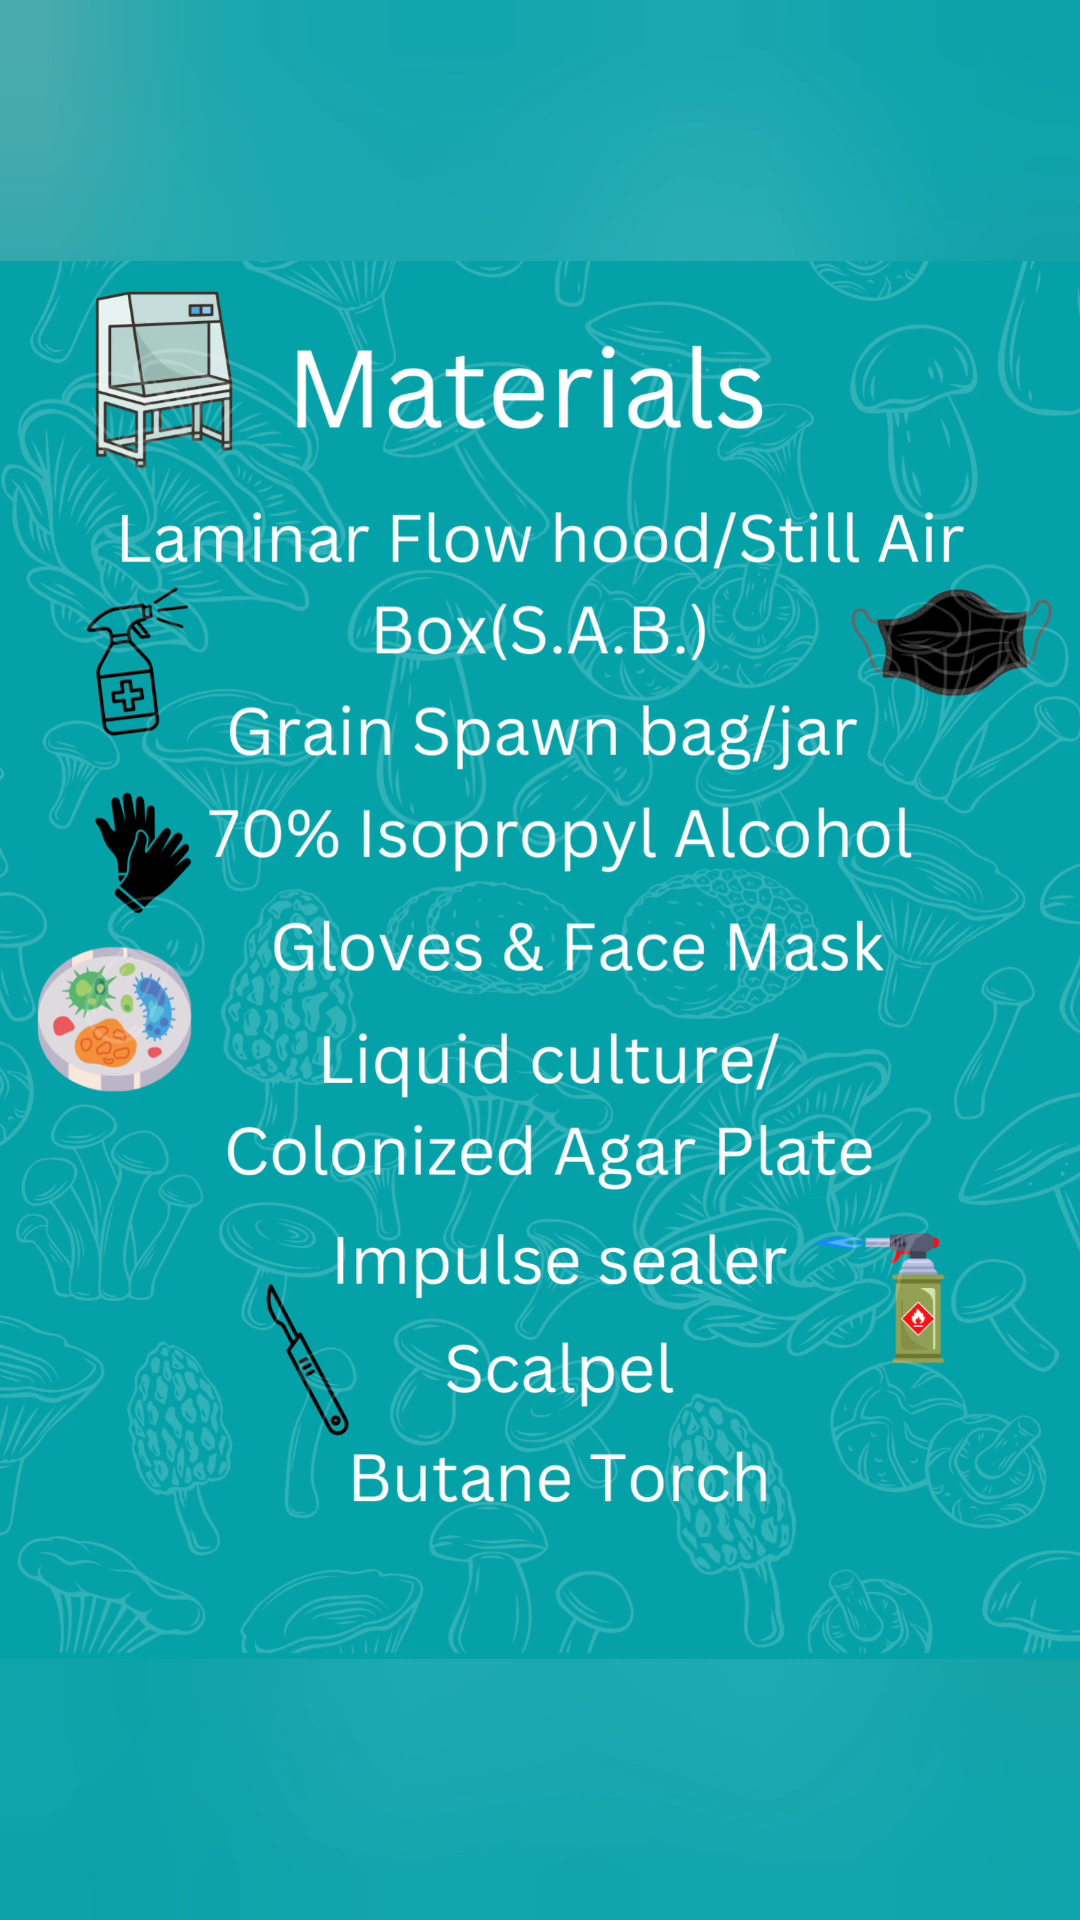 Materials
Laminar Flow hood/Still Air
Box(S.A.B.)
Grain Spawn bag/jar
70% Isopropyl Alcohol
Gloves & Face Mask
Liquid culture/
Colonized Agar Plate
Impulse sealer
Scalpel
Butane Torch